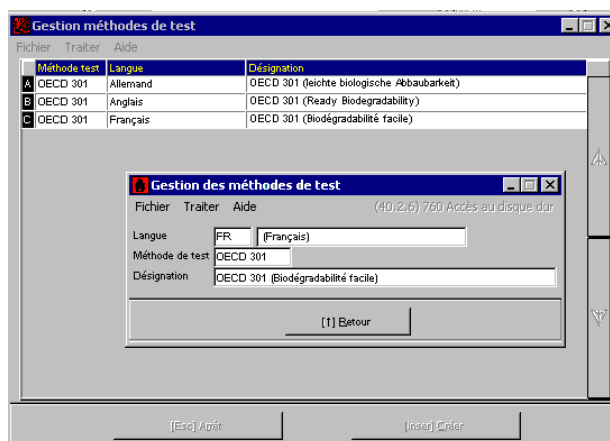 Gestion méthodes de test
Fichier Traiter Aide
Méthode test Langue Désignation
A OECD 301 Allemand OECD 301 (leichte biologische Abbaubarkeit)
B OECD 301 Anglais OECD 301 (Ready Biodegradability)
C OECD 301 Français OECD 301 (Biodégradabilité facile)
Gestion des méthodes de test
Fichier Traiter Aide (40.2.6) 760 Accès au disque dur
Langue FR (Français)
Méthode de test OECD 301
Désignation OECD 301 (Biodégradabilité facile)
[↑] Retour
[Esc] Arrêt [Inser] Créer